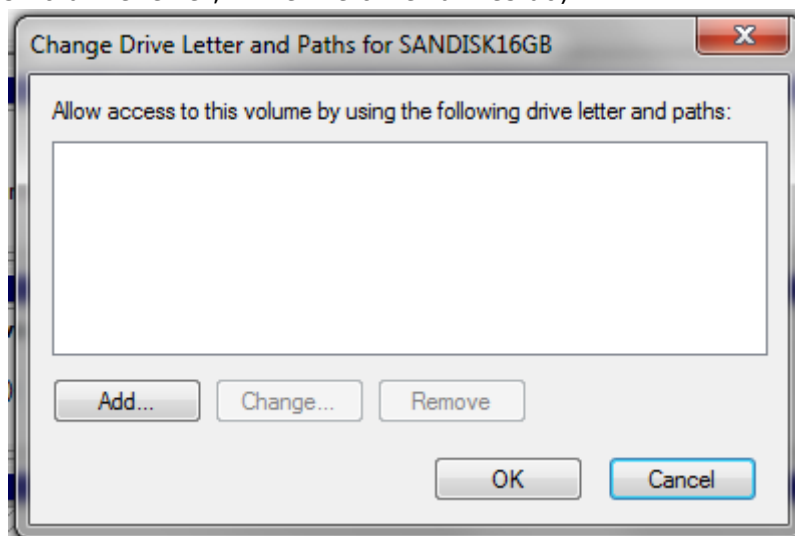 Change Drive Letter and Paths for SANDISK16GB
Allow access to this volume by using the following drive letter and paths:
Add... Change... Remove
OK Cancel